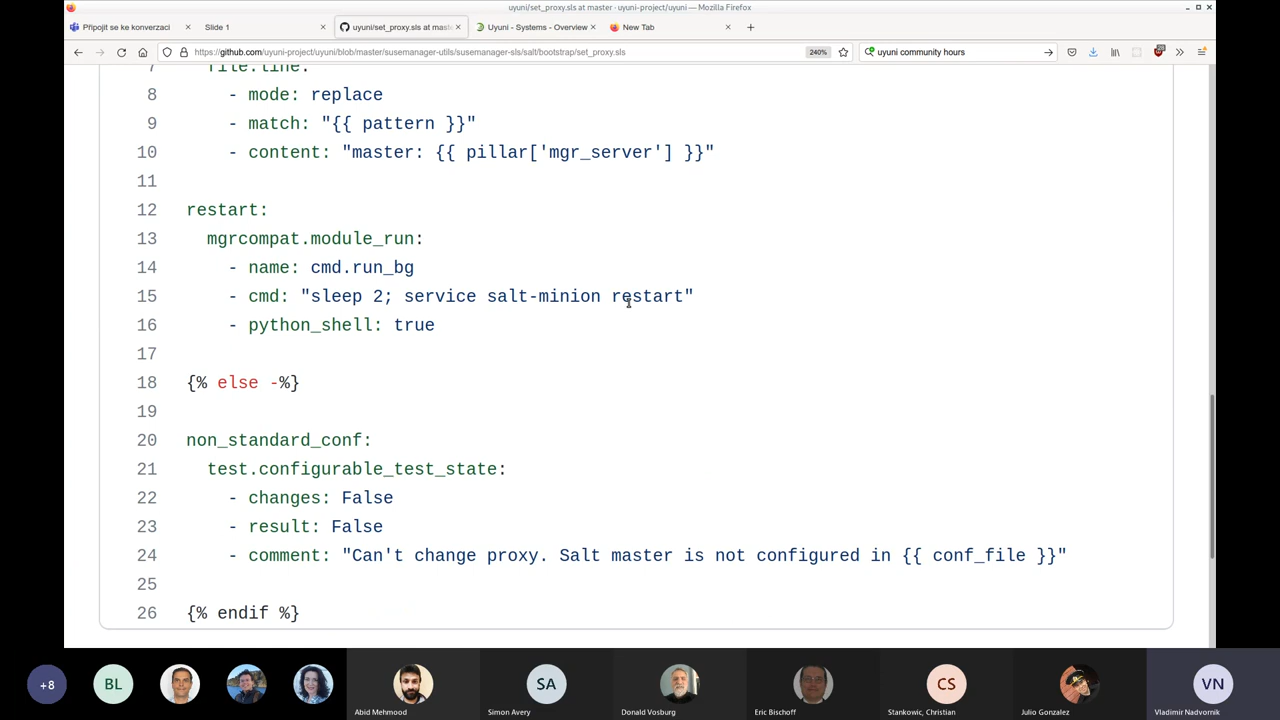 uyuni/set_proxy.sls at master · uyuni-project/uyuni — Mozilla Firefox
Připojit se ke konverzaci
Slide 1
uyuni/set_proxy.sls at mast
Uyuni - Systems - Overview
New Tab
https://github.com/uyuni-project/uyuni/blob/master/susemanager-utils/susemanager-sls/salt/bootstrap/set_proxy.sls
240%
uyuni community hours
7 file.line:
8 - mode: replace
9 - match: "{{ pattern }}"
10 - content: "master: {{ pillar['mgr_server'] }}"
11
12 restart:
13 mgrcompat.module_run:
14 - name: cmd.run_bg
15 - cmd: "sleep 2; service salt-minion restart"
16 - python_shell: true
17
18 {% else -%}
19
20 non_standard_conf:
21 test.configurable_test_state:
22 - changes: False
23 - result: False
24 - comment: "Can't change proxy. Salt master is not configured in {{ conf_file }}"
25
26 {% endif %}
+8
BL
SA
CS
VN
Abid Mehmood
Simon Avery
Donald Vosburg
Eric Bischoff
Stankovic, Christian
Julio Gonzalez
Vladimir Nadvornik